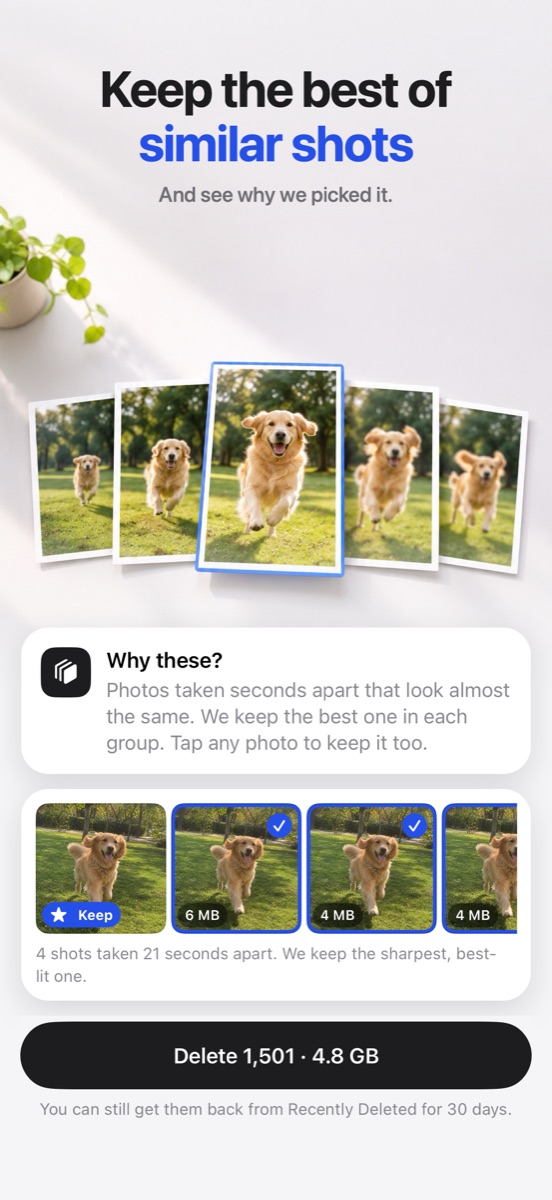 Keep the best of
similar shots
And see why we picked it.
Why these?
Photos taken seconds apart that look almost
the same. We keep the best one in each
group. Tap any photo to keep it too.
Keep
6 MB
4 MB
4 MB
4 shots taken 21 seconds apart. We keep the sharpest, best-
lit one.
Delete 1,501 · 4.8 GB
You can still get them back from Recently Deleted for 30 days.